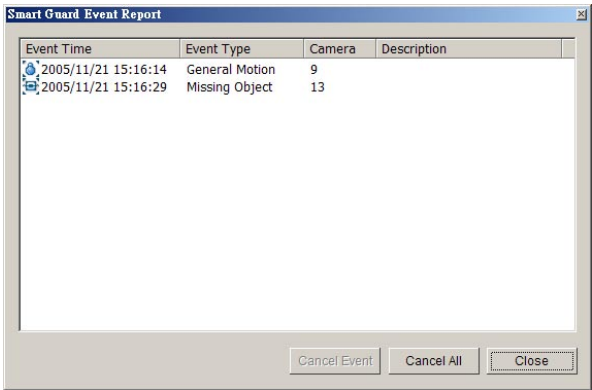 Smart Guard Event Report
Event Time Event Type Camera Description
2005/11/21 15:16:14 General Motion 9
2005/11/21 15:16:29 Missing Object 13
Cancel Event Cancel All Close